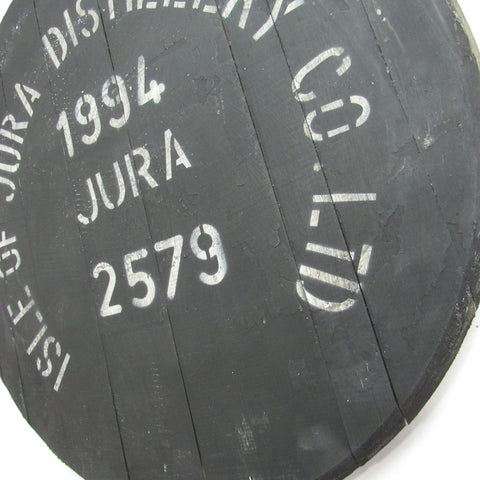 ISLE OF JURA DISTILLERY CO. LTD
1994
JURA
2579